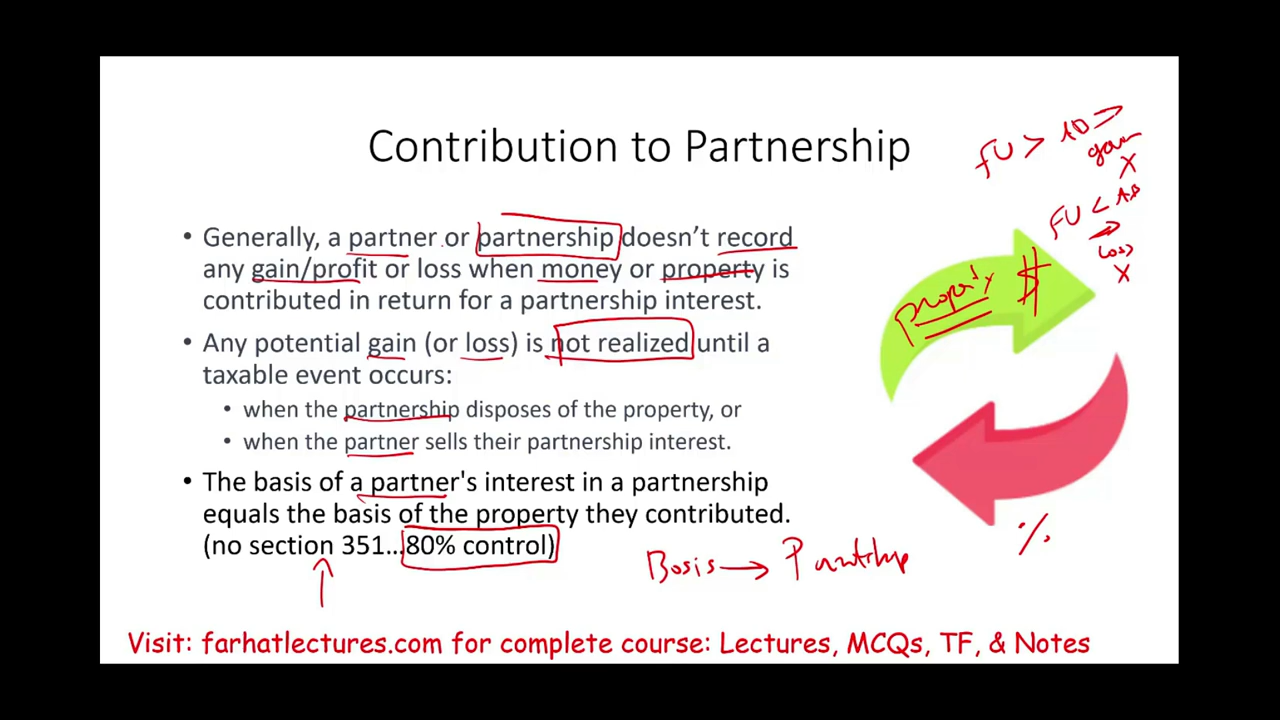 Contribution to Partnership
FV > AB ⇒
gain
X
FV < AB
⇒
Loss
X
• Generally, a partner or partnership doesn’t record
any gain/profit or loss when money or property is
contributed in return for a partnership interest.
property $
• Any potential gain (or loss) is not realized until a
taxable event occurs:
• when the partnership disposes of the property, or
• when the partner sells their partnership interest.
• The basis of a partner's interest in a partnership
equals the basis of the property they contributed.
(no section 351...80% control)
%
Basis → Partnership
Visit: farhatlectures.com for complete course: Lectures, MCQs, TF, & Notes